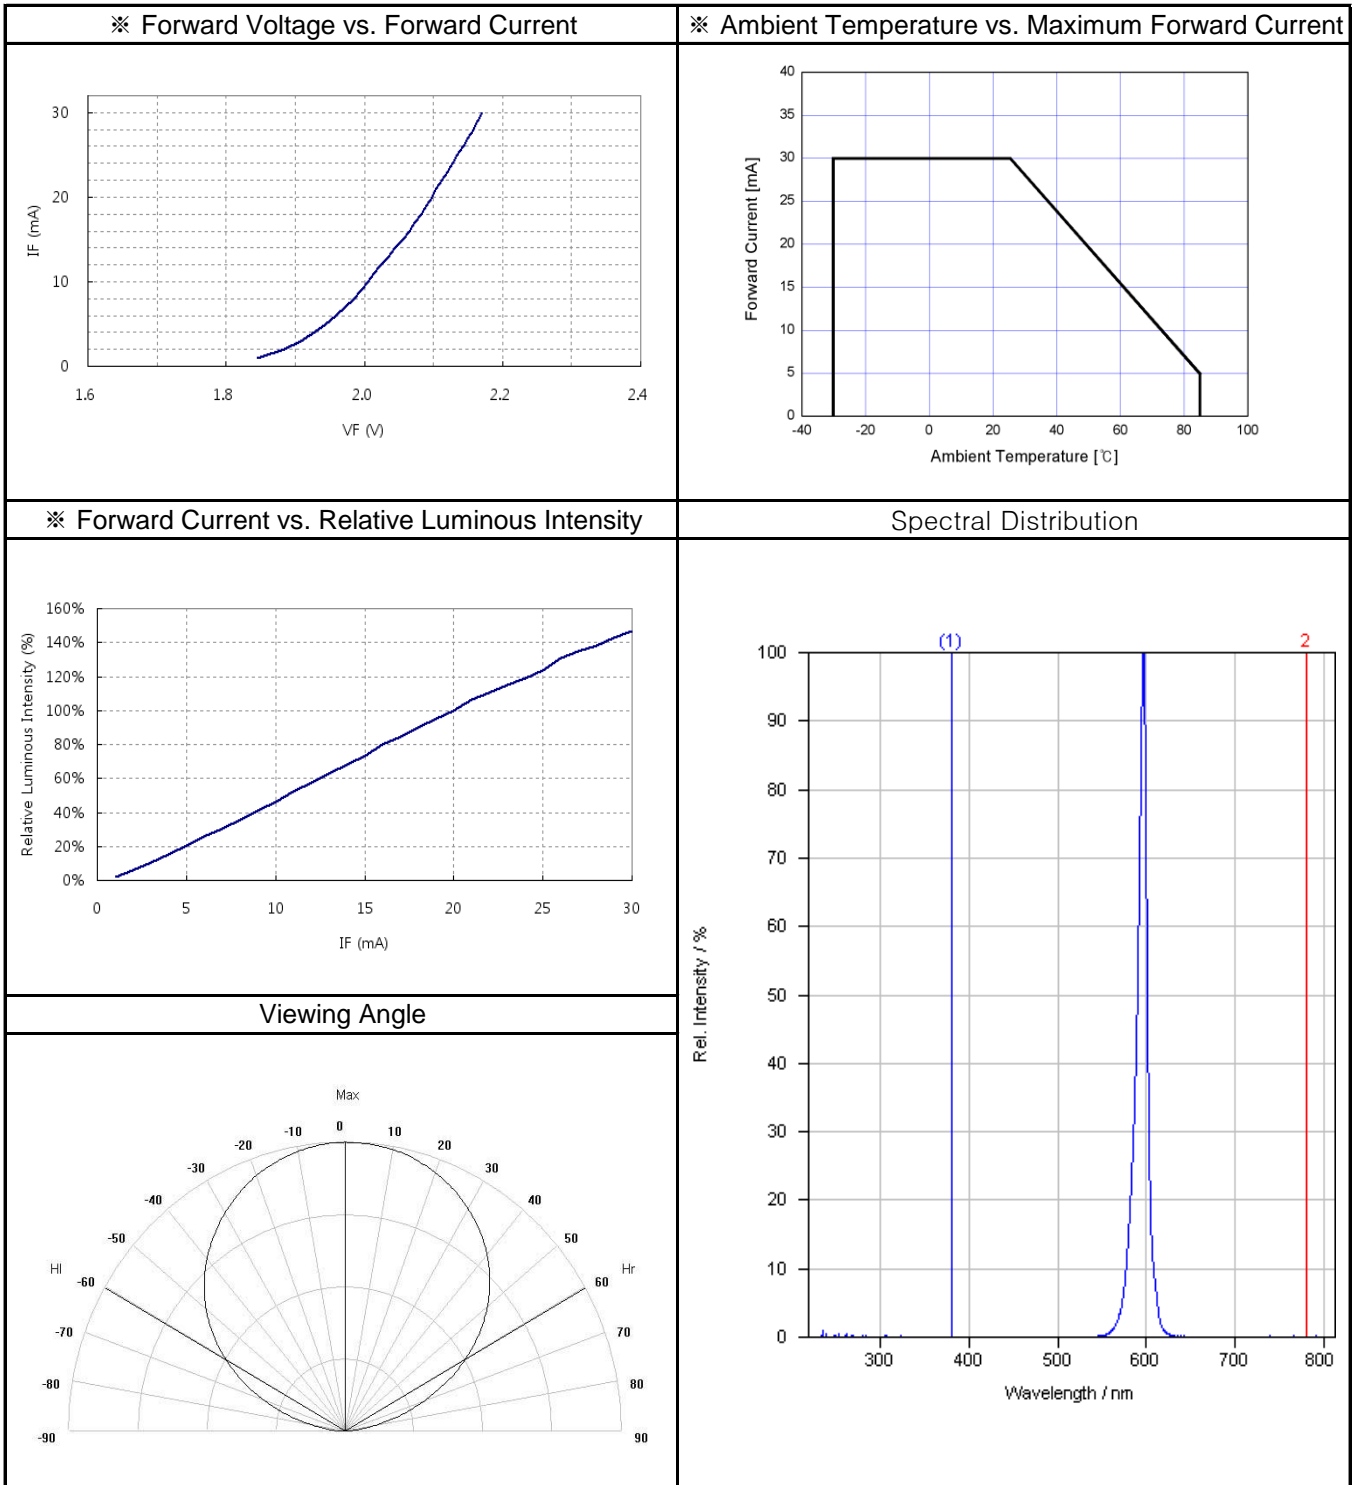 ※ Forward Voltage vs. Forward Current
30
20
10
0
IF (mA)
1.6 1.8 2.0 2.2 2.4
VF (V)
※ Ambient Temperature vs. Maximum Forward Current
40
35
30
25
20
15
10
5
0
Forward Current [mA]
-40 -20 0 20 40 60 80 100
Ambient Temperature [℃]
※ Forward Current vs. Relative Luminous Intensity
160%
140%
120%
100%
80%
60%
40%
20%
0%
Relative Luminous Intensity (%)
0 5 10 15 20 25 30
IF (mA)
Spectral Distribution
(1) 2
100
90
80
70
60
50
40
30
20
10
0
Rel. Intensity / %
300 400 500 600 700 800
Wavelength / nm
Viewing Angle
Max
0
-10 10
-20 20
-30 30
-40 40
-50 50
Hl Hr
-60 60
-70 70
-80 80
-90 90